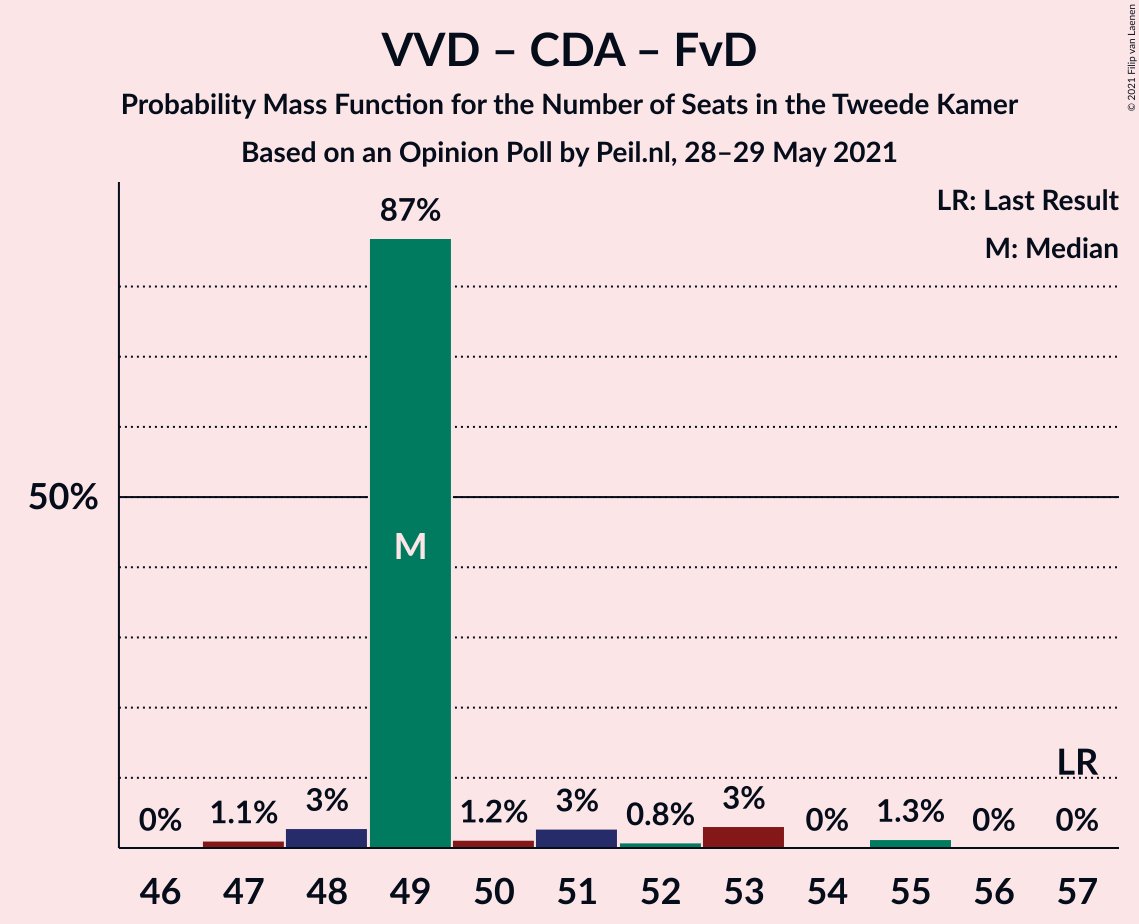 VVD – CDA – FvD
Probability Mass Function for the Number of Seats in the Tweede Kamer
Based on an Opinion Poll by Peil.nl, 28–29 May 2021
© 2021 Filip van Laenen
LR: Last Result
M: Median
87%
50%
M
LR
0%
1.1%
3%
1.2%
3%
0.8%
3%
0%
1.3%
0%
0%
46 47 48 49 50 51 52 53 54 55 56 57